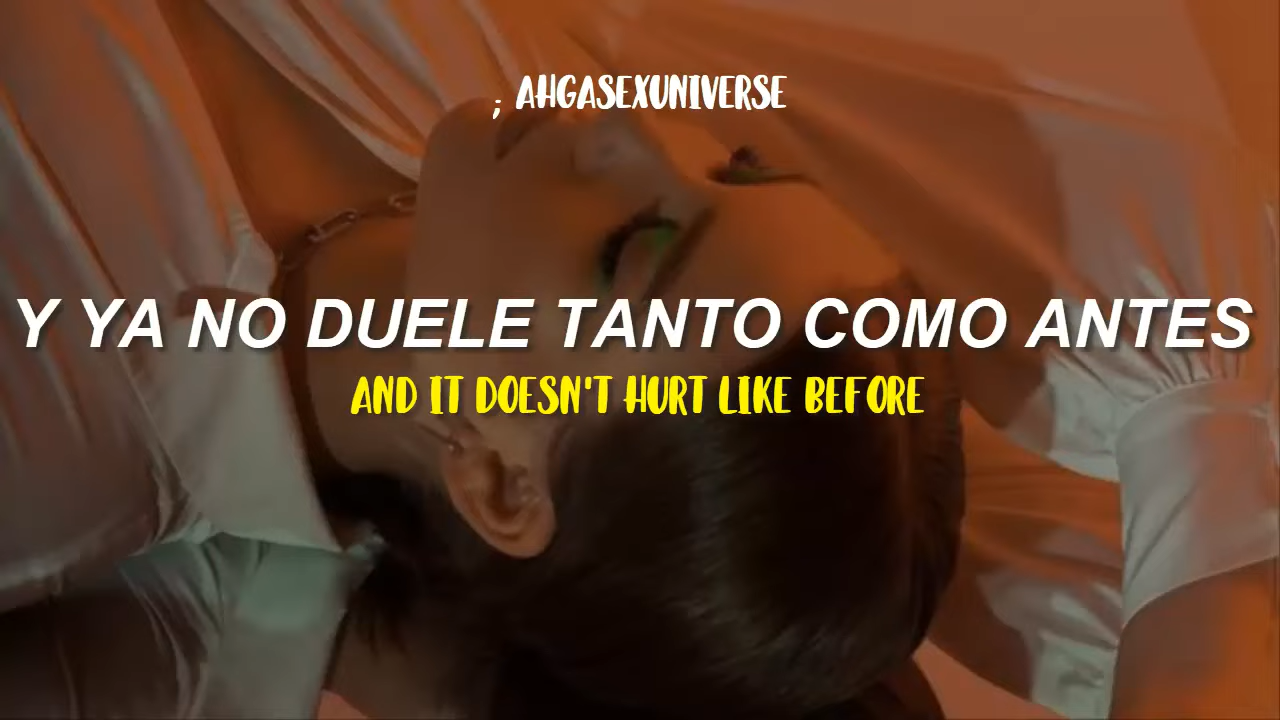 ; AHGASEXUNIVERSE
Y YA NO DUELE TANTO COMO ANTES
AND IT DOESN'T HURT LIKE BEFORE